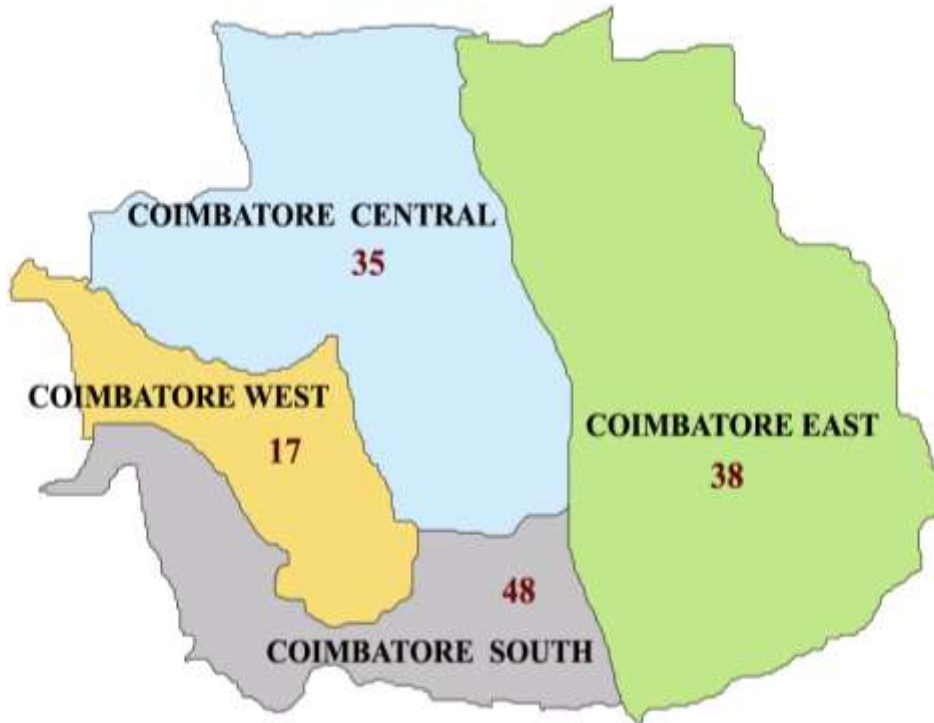 COIMBATORE CENTRAL
35
COIMBATORE WEST
17
COIMBATORE EAST
38
48
COIMBATORE SOUTH